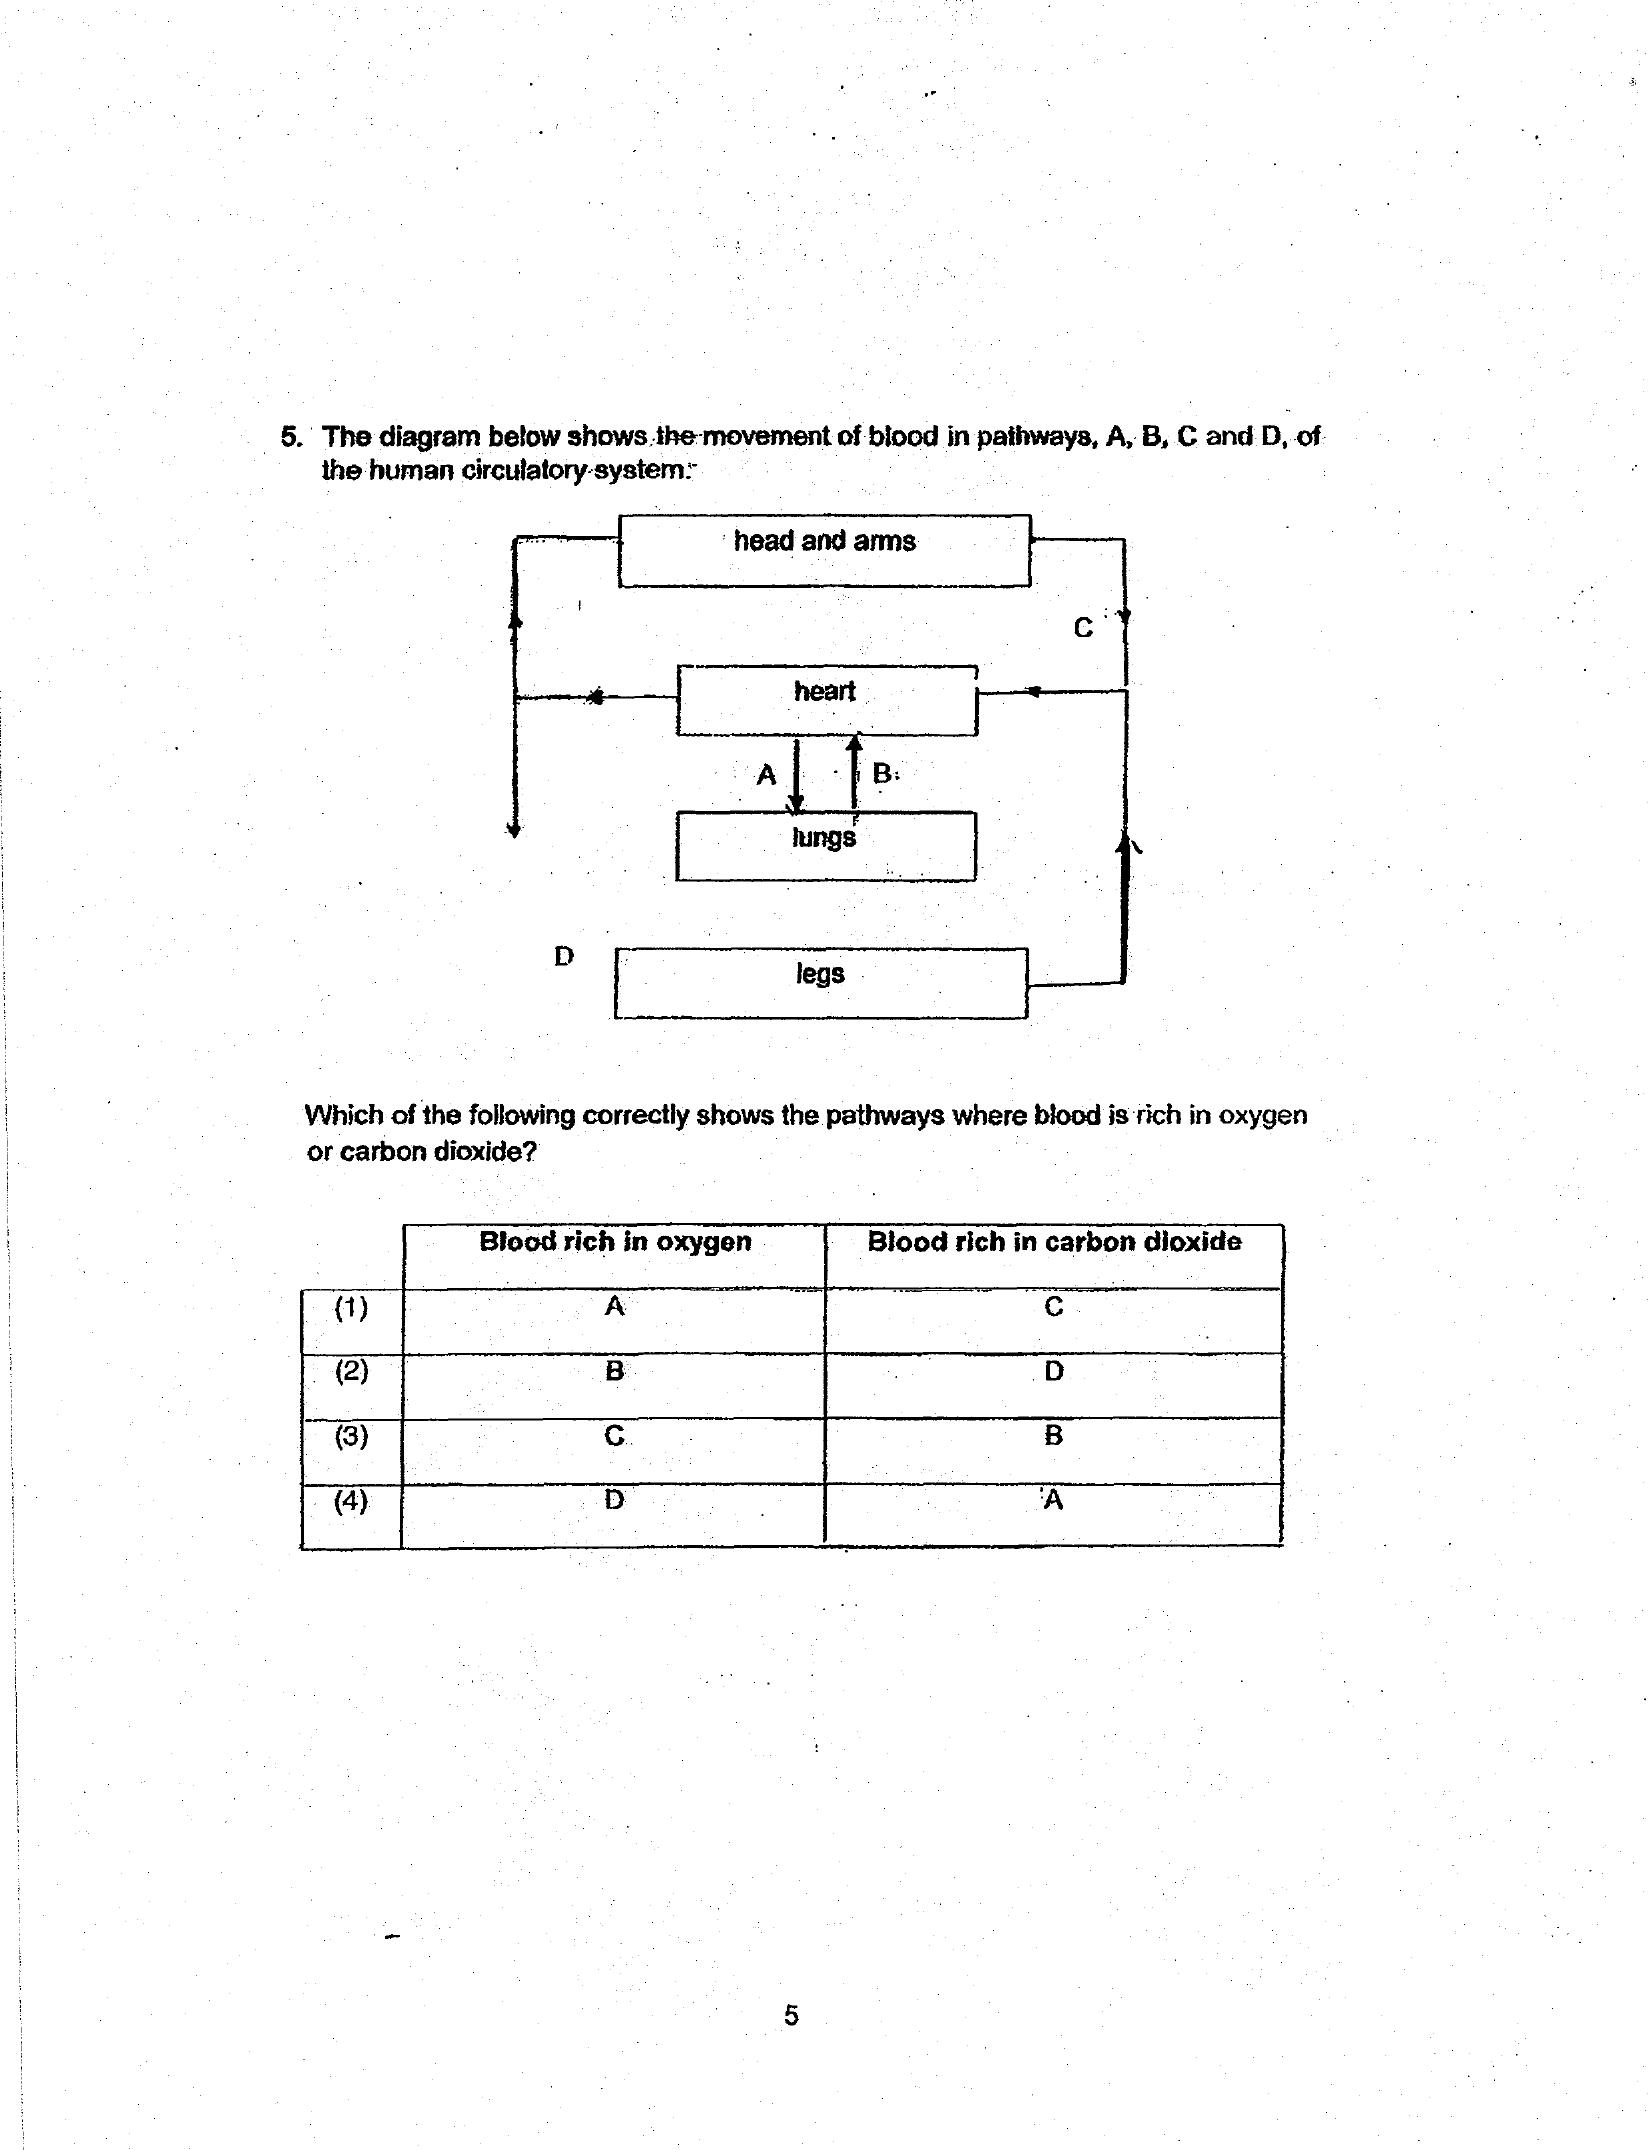 5. The diagram below shows the movement of blood in pathways, A, B, C and D, of
the human circulatory system:
head and arms
C
heart
A
B
lungs
D
legs
Which of the following correctly shows the pathways where blood is rich in oxygen
or carbon dioxide?
Blood rich in oxygen Blood rich in carbon dioxide
(1) A C
(2) B D
(3) C B
(4) D A
5